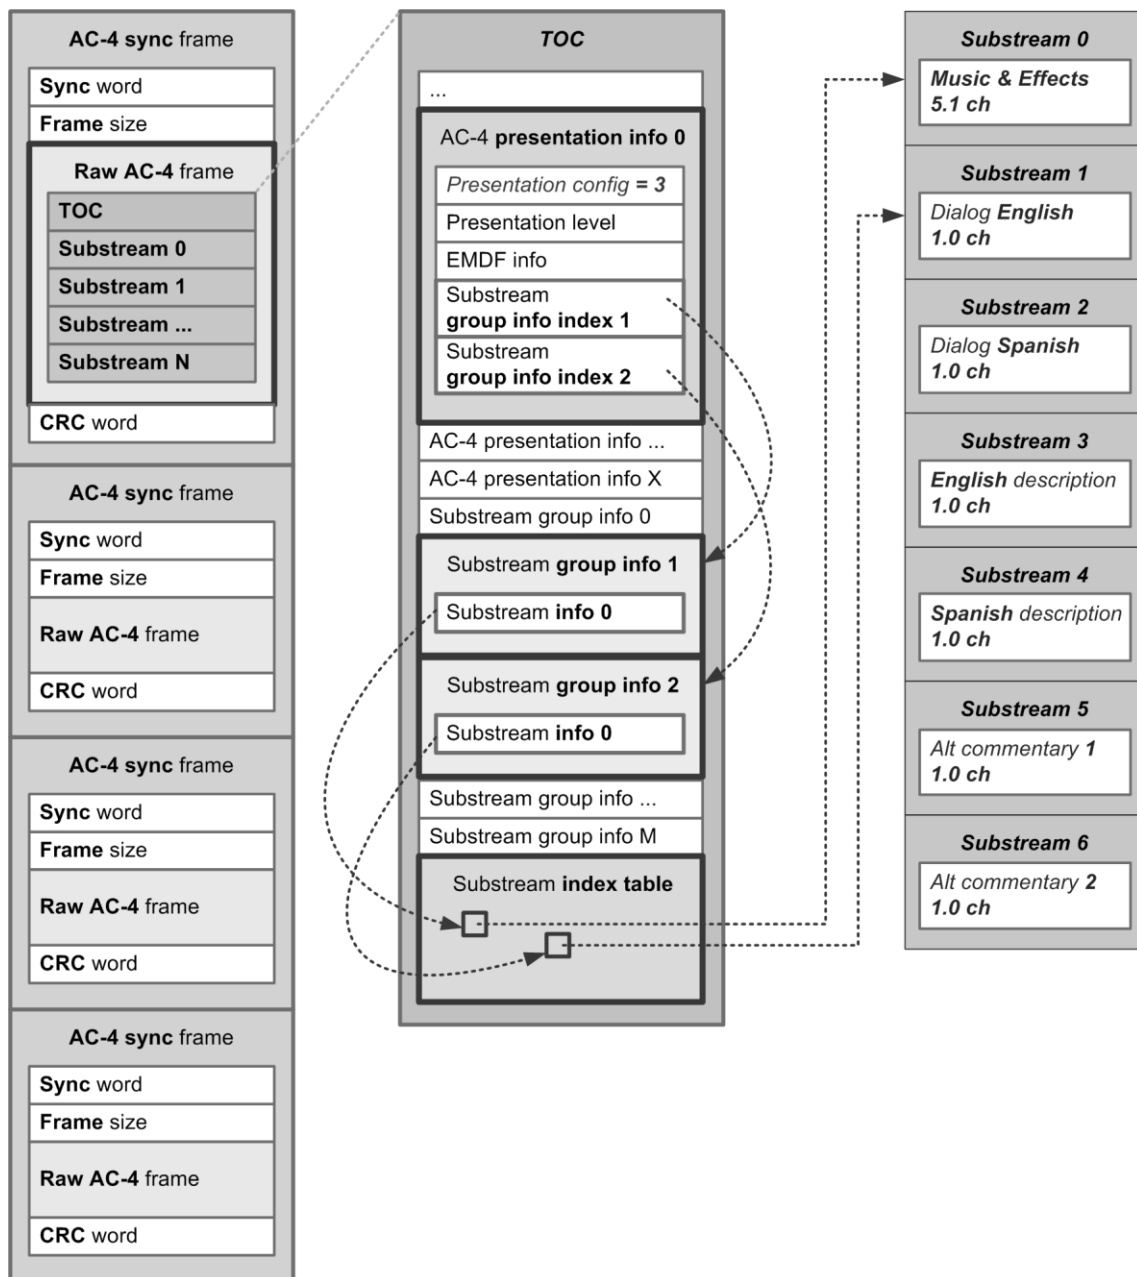 AC-4 sync frame
Sync word
Frame size
Raw AC-4 frame
TOC
Substream 0
Substream 1
Substream ...
Substream N
CRC word
AC-4 sync frame
Sync word
Frame size
Raw AC-4 frame
CRC word
AC-4 sync frame
Sync word
Frame size
Raw AC-4 frame
CRC word
AC-4 sync frame
Sync word
Frame size
Raw AC-4 frame
CRC word
TOC
...
AC-4 presentation info 0
Presentation config = 3
Presentation level
EMDF info
Substream
group info index 1
Substream
group info index 2
AC-4 presentation info ...
AC-4 presentation info X
Substream group info 0
Substream group info 1
Substream info 0
Substream group info 2
Substream info 0
Substream group info ...
Substream group info M
Substream index table
Substream 0
Music & Effects
5.1 ch
Substream 1
Dialog English
1.0 ch
Substream 2
Dialog Spanish
1.0 ch
Substream 3
English description
1.0 ch
Substream 4
Spanish description
1.0 ch
Substream 5
Alt commentary 1
1.0 ch
Substream 6
Alt commentary 2
1.0 ch